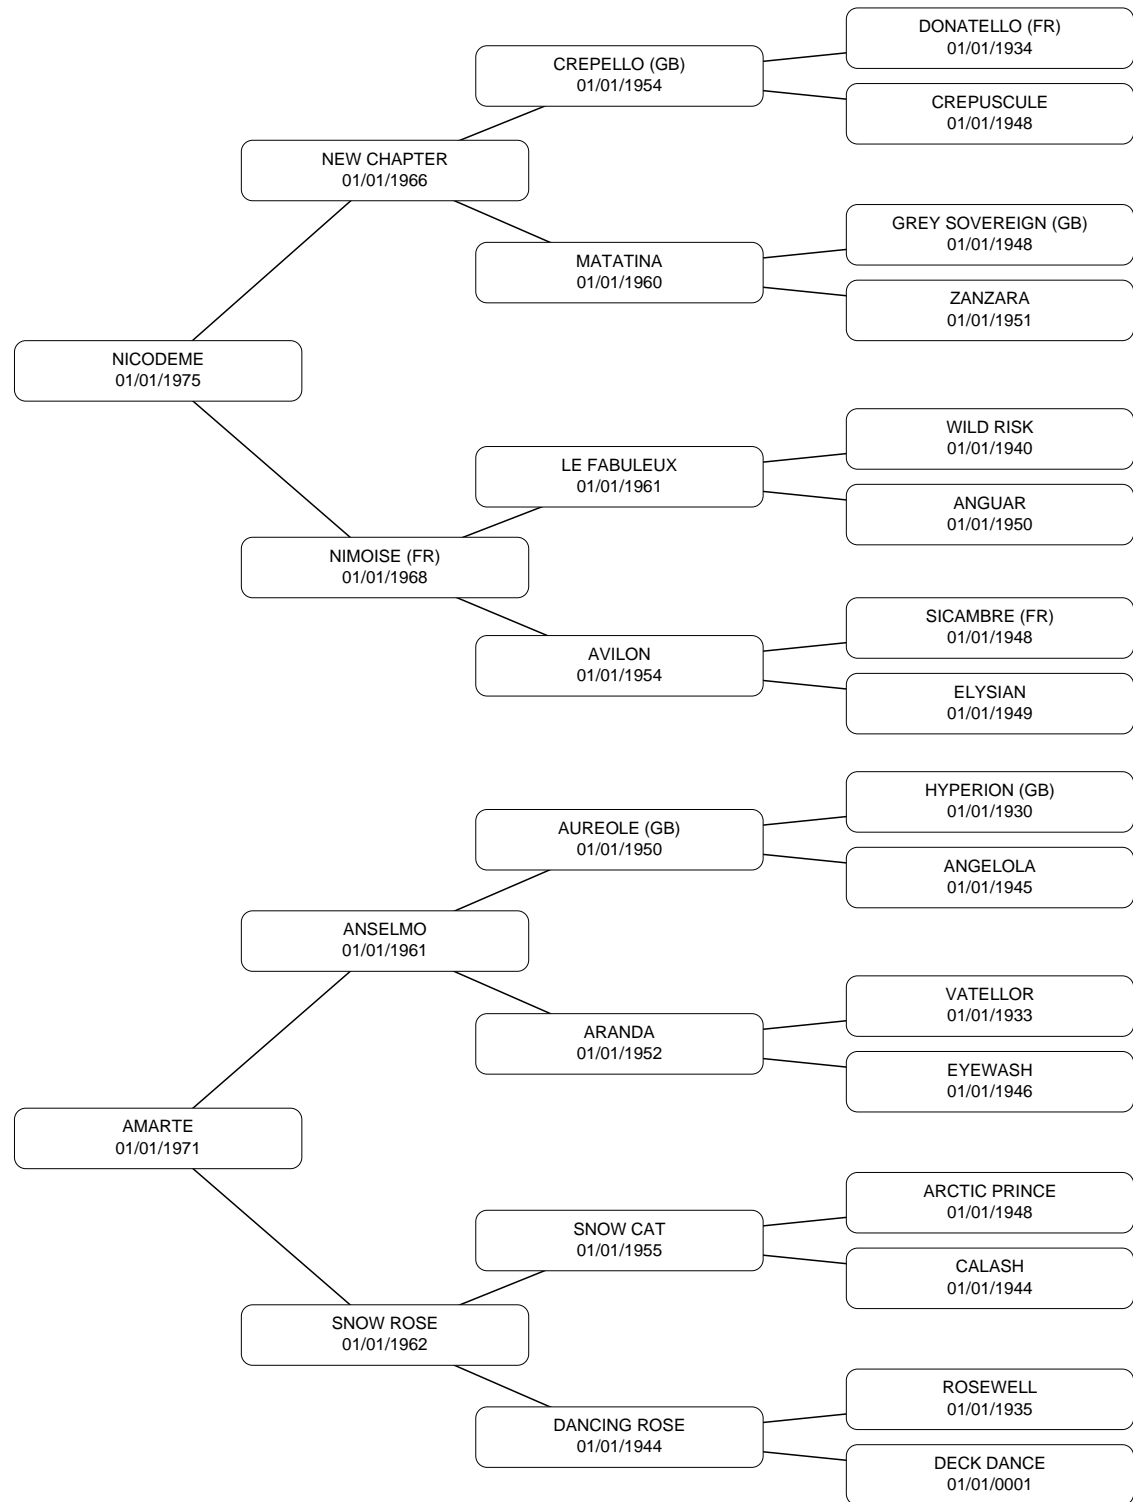 DONATELLO (FR)
01/01/1934
CREPELLO (GB)
01/01/1954
CREPUSCULE
01/01/1948
NEW CHAPTER
01/01/1966
GREY SOVEREIGN (GB)
01/01/1948
MATATINA
01/01/1960
ZANZARA
01/01/1951
NICODEME
01/01/1975
WILD RISK
01/01/1940
LE FABULEUX
01/01/1961
ANGUAR
01/01/1950
NIMOISE (FR)
01/01/1968
SICAMBRE (FR)
01/01/1948
AVILON
01/01/1954
ELYSIAN
01/01/1949
HYPERION (GB)
01/01/1930
AUREOLE (GB)
01/01/1950
ANGELOLA
01/01/1945
ANSELMO
01/01/1961
VATELLOR
01/01/1933
ARANDA
01/01/1952
EYEWASH
01/01/1946
AMARTE
01/01/1971
ARCTIC PRINCE
01/01/1948
SNOW CAT
01/01/1955
CALASH
01/01/1944
SNOW ROSE
01/01/1962
ROSEWELL
01/01/1935
DANCING ROSE
01/01/1944
DECK DANCE
01/01/0001